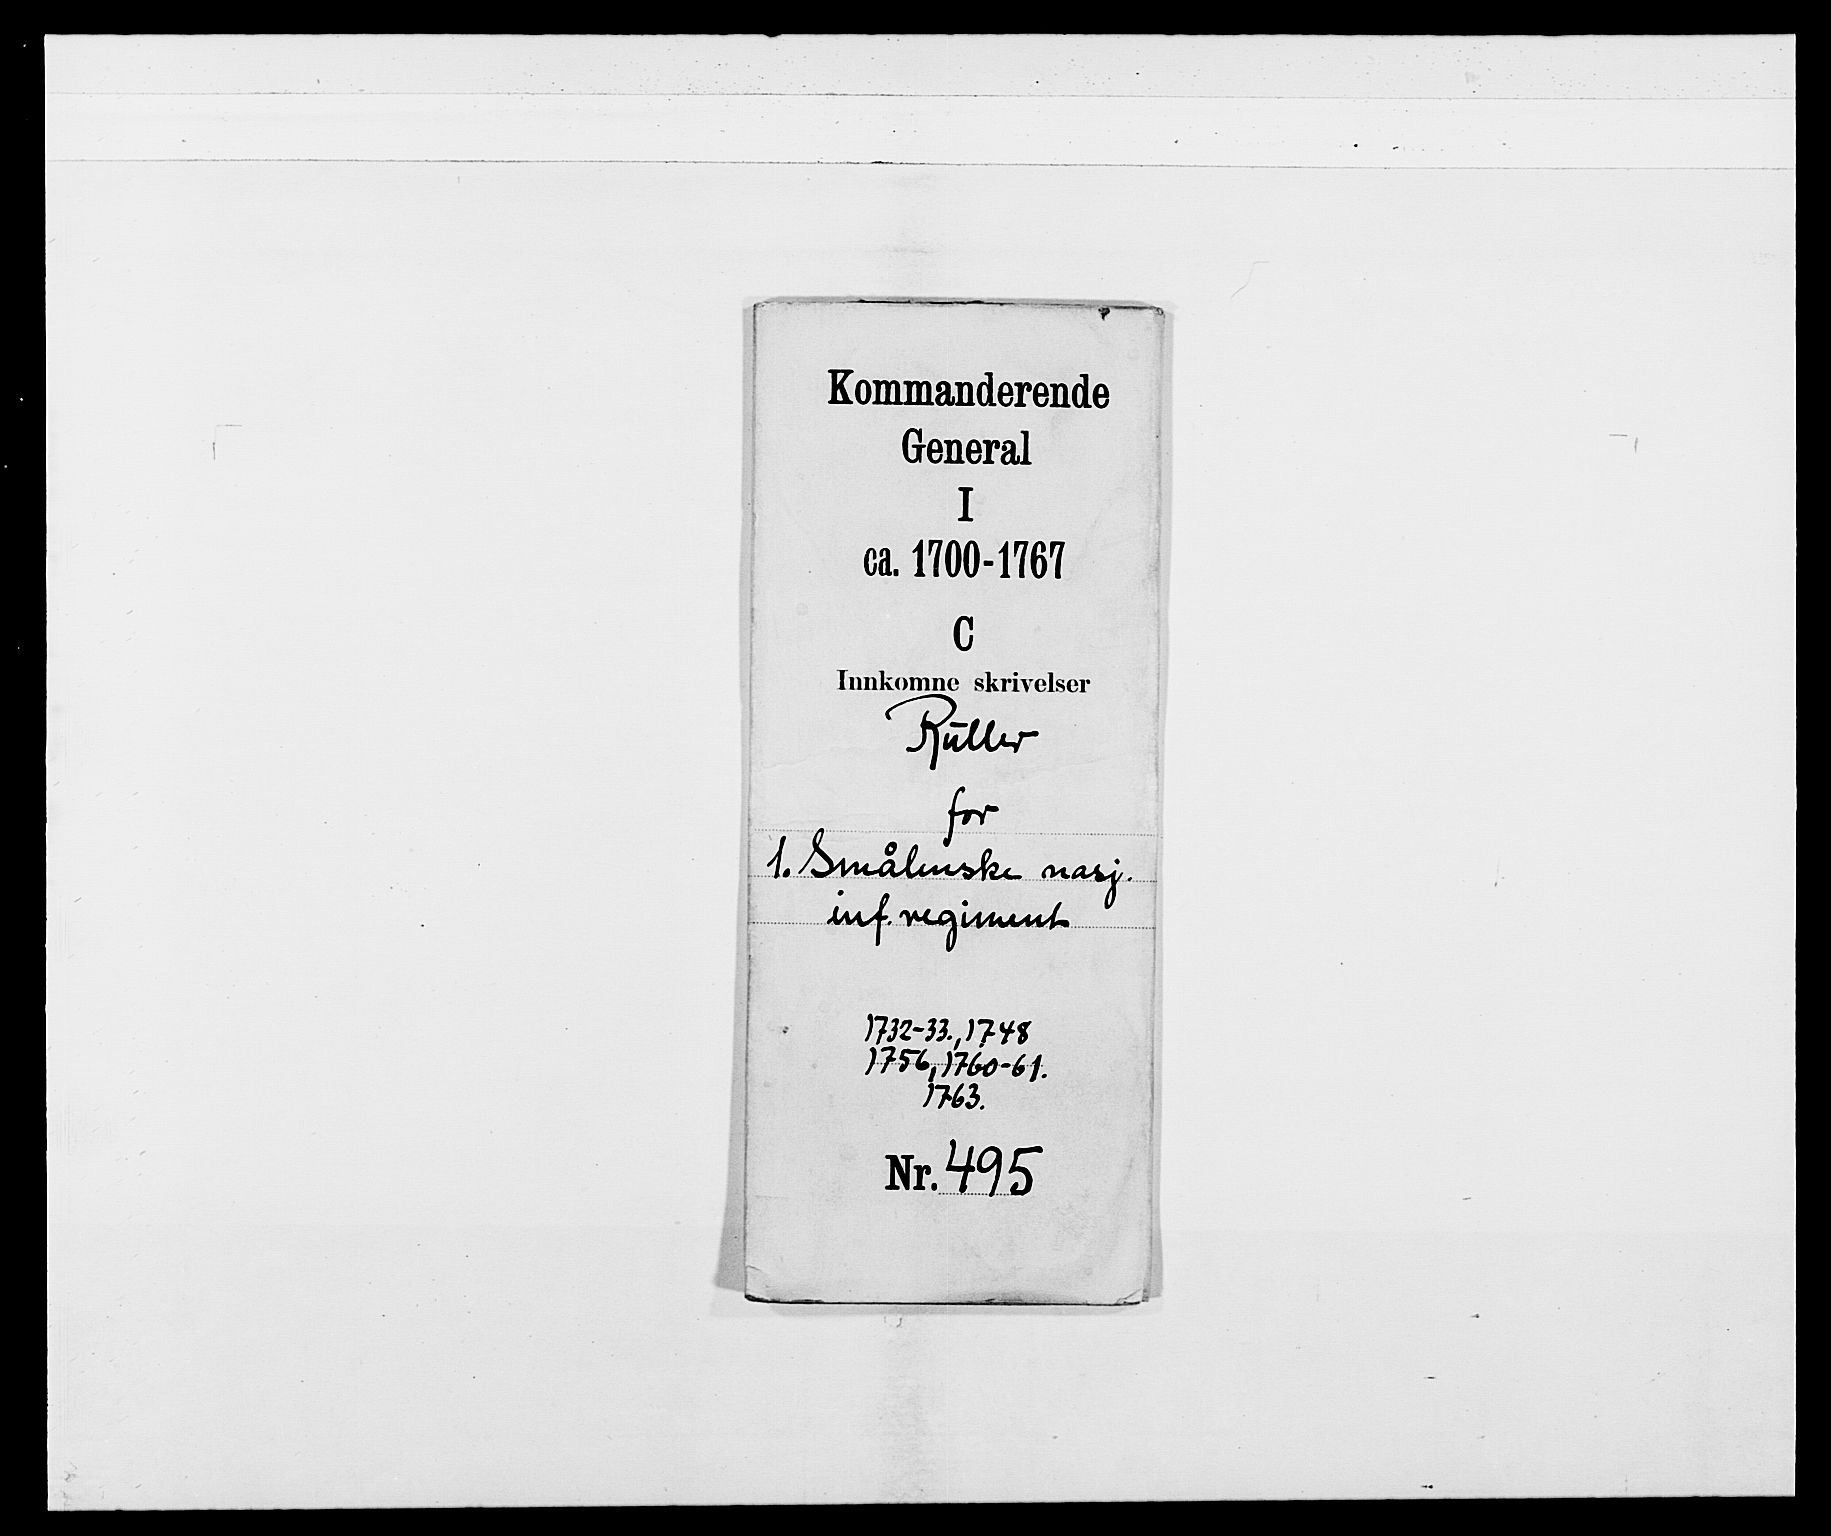 Kommanderende
General
I
ca. 1700-1767
C
Innkomne skrivelser
Ruller
for
1. Smålenske nasj.
inf. regiment
1732-33., 1748
1756, 1760-61.
1763.
Nr. 495